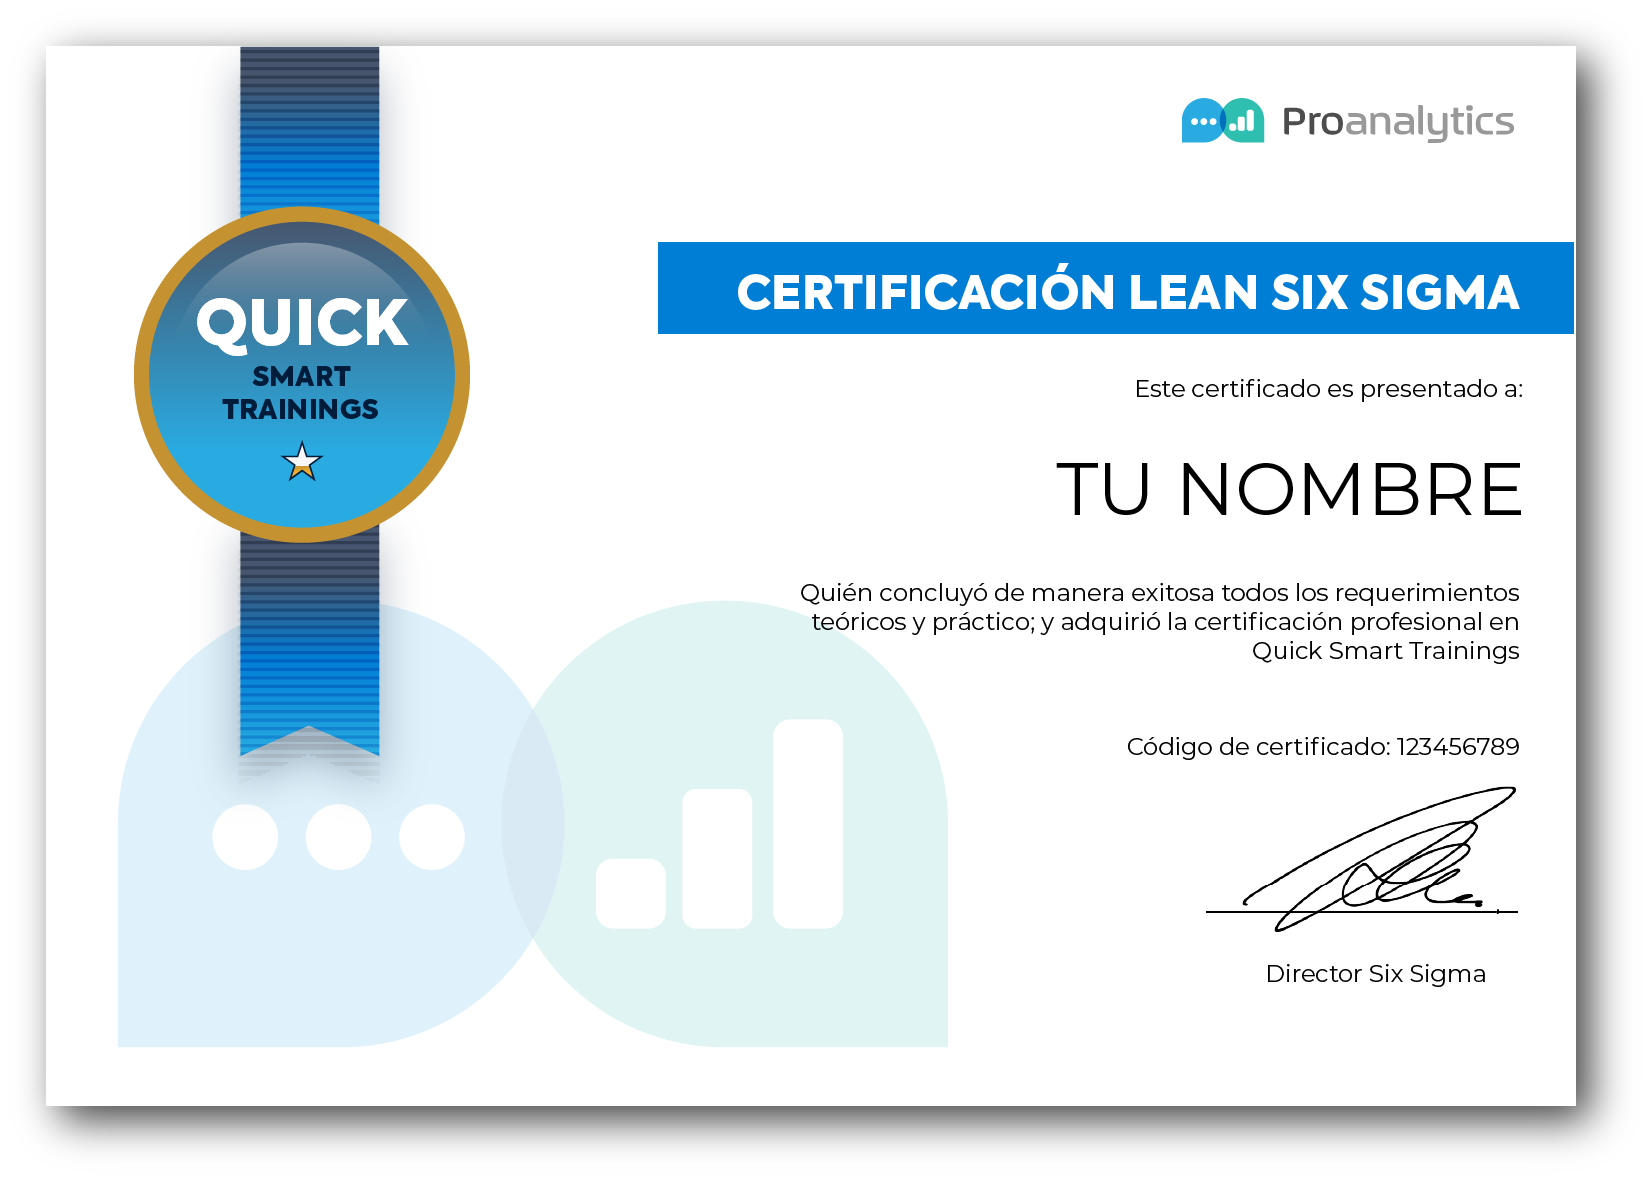 Proanalytics
QUICK
SMART
TRAININGS
CERTIFICACIÓN LEAN SIX SIGMA
Este certificado es presentado a:
TU NOMBRE
Quién concluyó de manera exitosa todos los requerimientos
teóricos y práctico; y adquirió la certificación profesional en
Quick Smart Trainings
Código de certificado: 123456789
Director Six Sigma